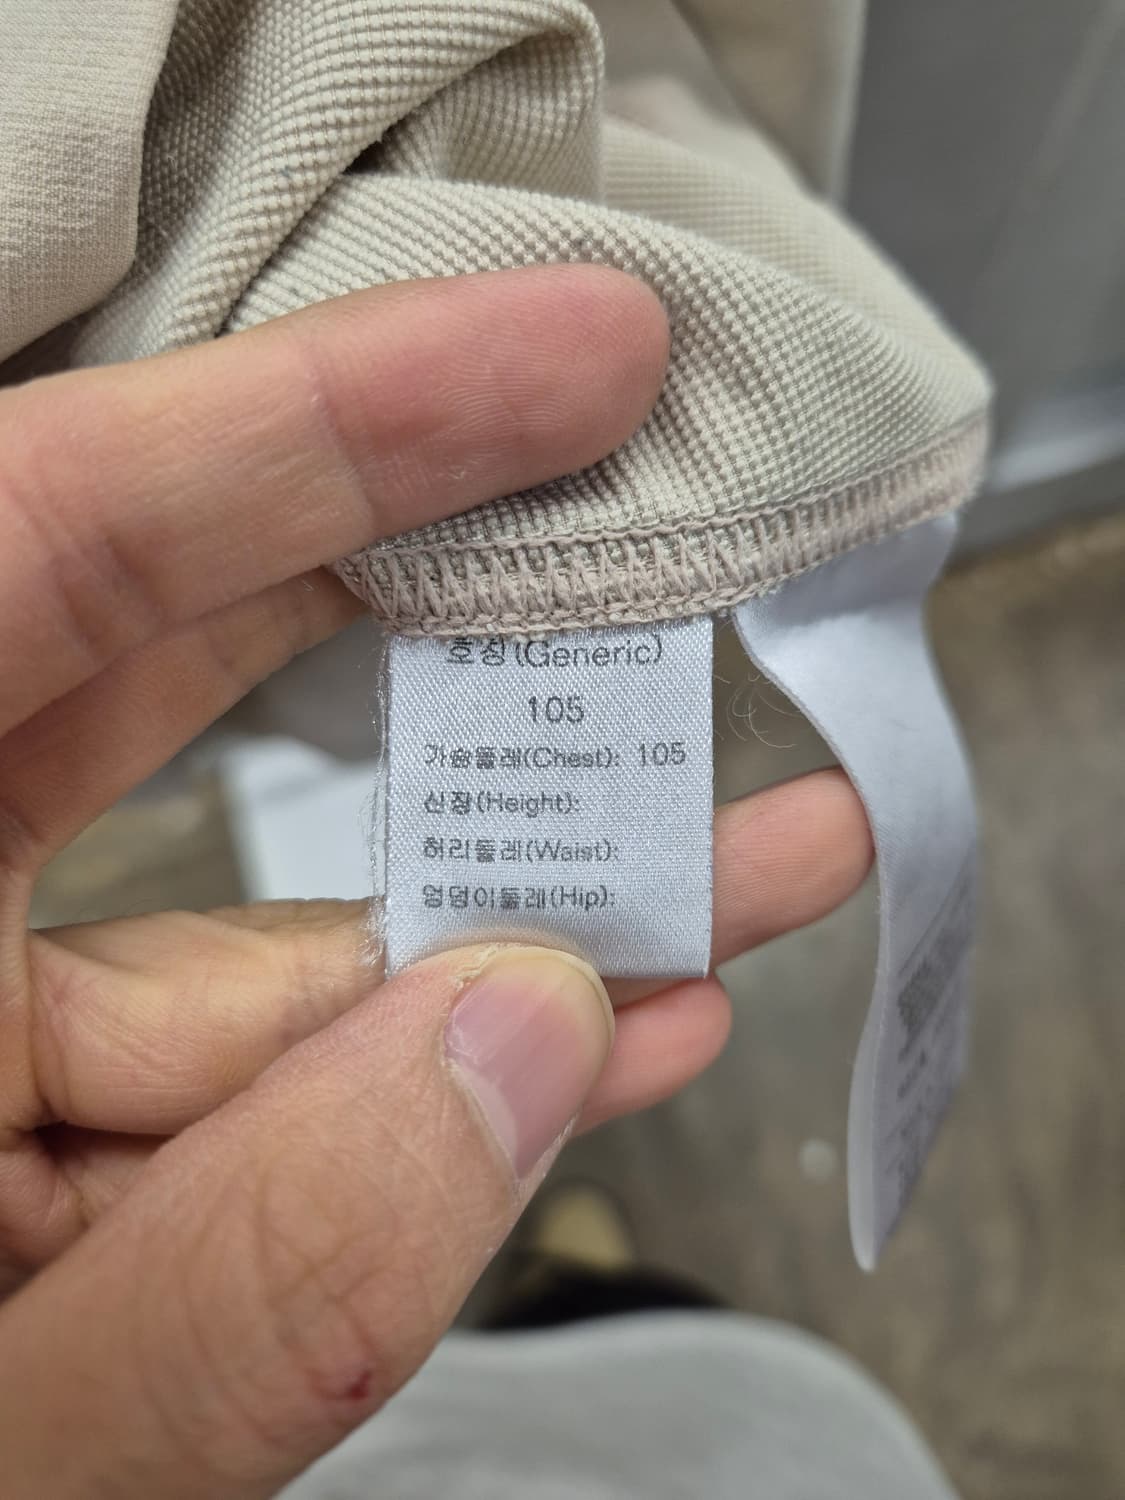 호칭(Generic)
105
가슴둘레(Chest): 105
신장(Height):
허리둘레(Waist):
엉덩이둘레(Hip):